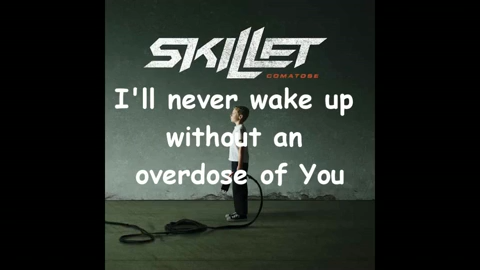 SKILLET
COMATOSE
I'll never wake up
without an
overdose of You